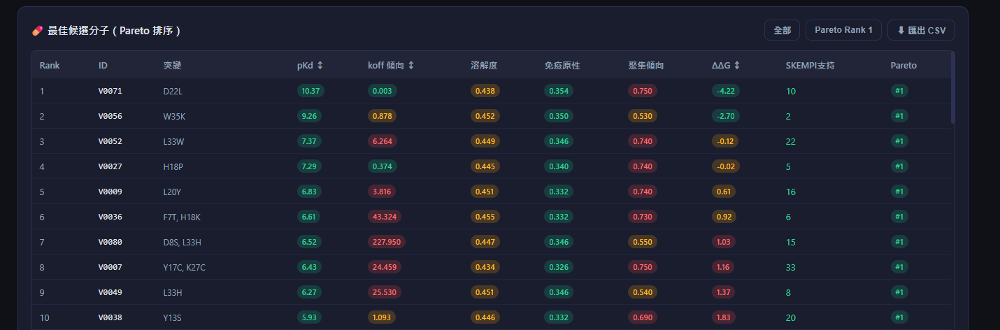 最佳候選分子 ( Pareto 排序 )
全部 Pareto Rank 1 ⬇ 匯出 CSV
Rank ID 突變 pKd ↕ koff 傾向 ↕ 溶解度 免疫原性 聚集傾向 ΔΔG ↕ SKEMPI支持 Pareto
1 V0071 D22L 10.37 0.003 0.438 0.354 0.750 -4.22 10 #1
2 V0056 W35K 9.26 0.878 0.452 0.350 0.530 -2.70 2 #1
3 V0052 L33W 7.37 6.264 0.449 0.346 0.740 -0.12 22 #1
4 V0027 H18P 7.29 0.374 0.445 0.340 0.740 -0.02 5 #1
5 V0009 L20Y 6.83 3.816 0.451 0.332 0.740 0.61 16 #1
6 V0036 F7T, H18K 6.61 43.324 0.455 0.332 0.730 0.92 6 #1
7 V0080 D8S, L33H 6.52 227.950 0.447 0.346 0.550 1.03 15 #1
8 V0007 Y17C, K27C 6.43 24.459 0.434 0.326 0.750 1.16 33 #1
9 V0049 L33H 6.27 25.530 0.451 0.346 0.540 1.37 8 #1
10 V0038 Y13S 5.93 1.093 0.446 0.332 0.690 1.83 20 #1